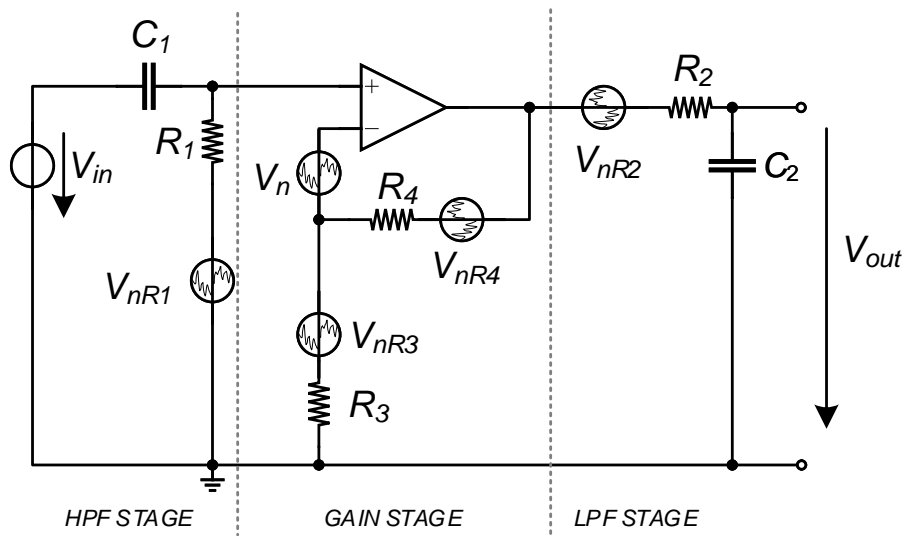 C1
R1
Vin
VnR1
+
−
Vn
R4
VnR4
VnR3
R3
R2
VnR2
C2
Vout
HPF STAGE
GAIN STAGE
LPF STAGE